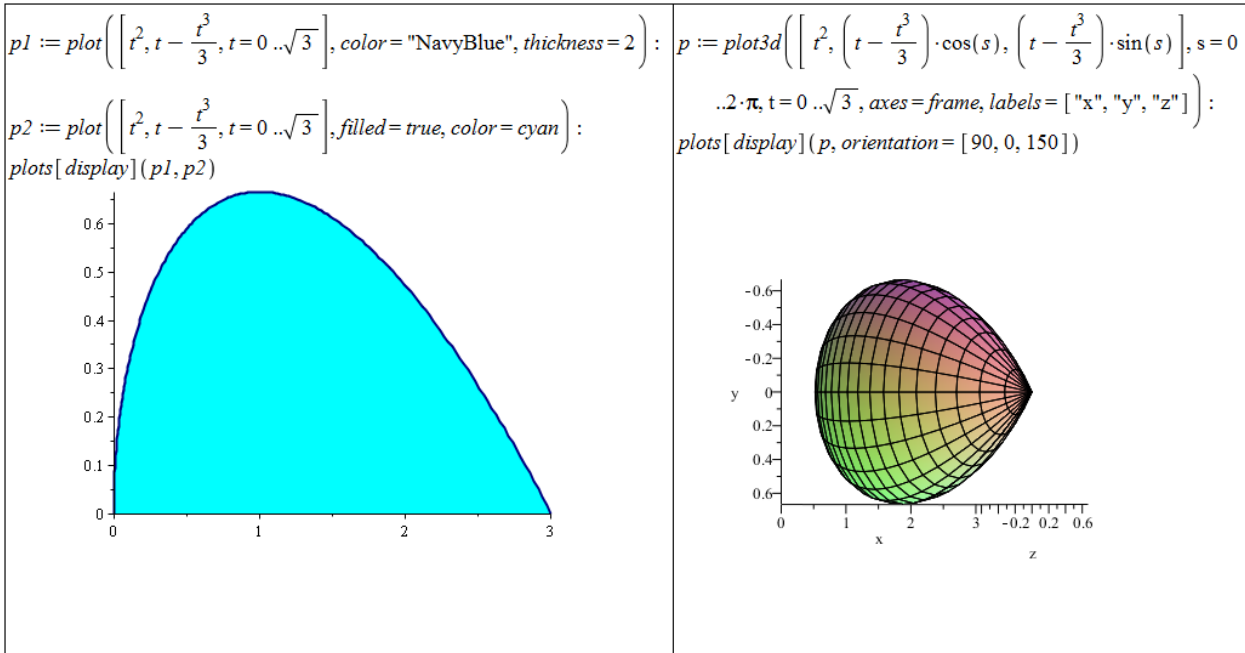 p1 := plot([t², t − t³/3, t = 0 ..√3], color = "NavyBlue", thickness = 2) :
p2 := plot([t², t − t³/3, t = 0 ..√3], filled = true, color = cyan) :
plots[display](p1, p2)
0.6
0.5
0.4
0.3
0.2
0.1
0
0 1 2 3
p := plot3d([t², (t − t³/3)·cos(s), (t − t³/3)·sin(s)], s = 0
..2·π, t = 0 ..√3, axes = frame, labels = ["x", "y", "z"]) :
plots[display](p, orientation = [90, 0, 150])
-0.6
-0.4
-0.2
y 0
0.2
0.4
0.6
0 1 2 3 -0.2 0.2 0.6
x
z